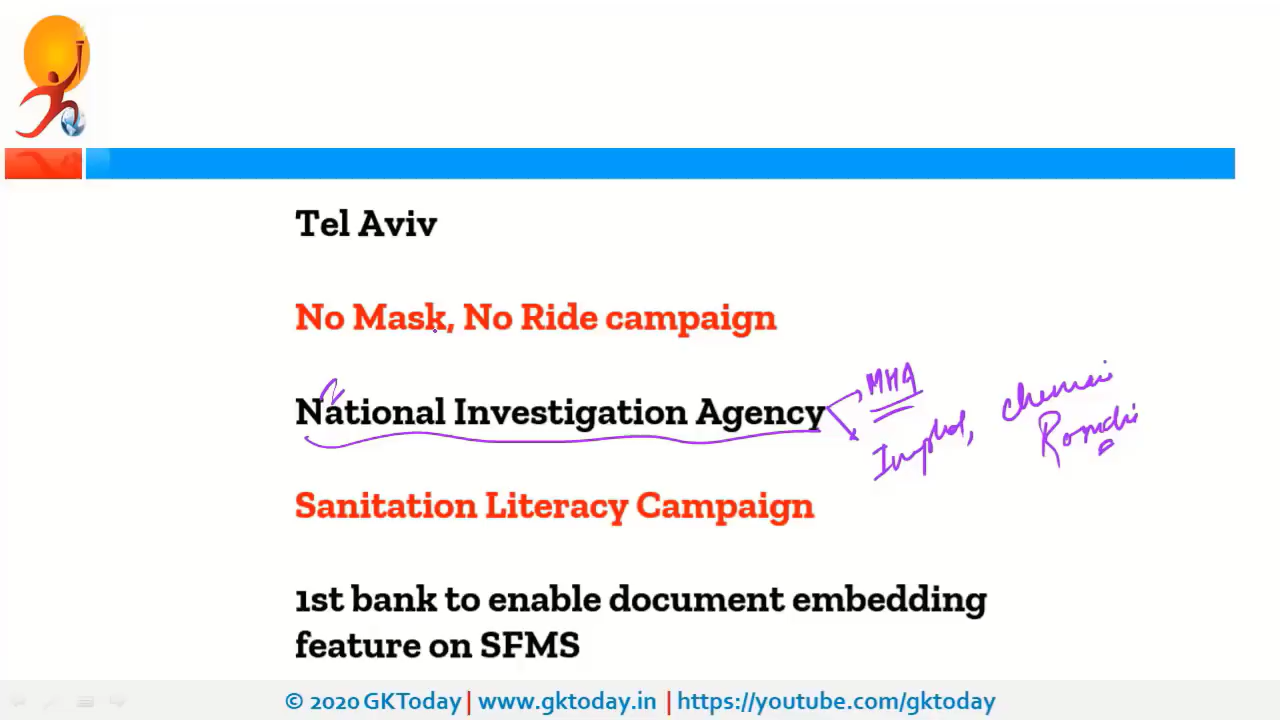 Tel Aviv
No Mask, No Ride campaign
MHA
National Investigation Agency
Imphal, Chennai
Ranchi
Sanitation Literacy Campaign
1st bank to enable document embedding
feature on SFMS
© 2020 GKToday | www.gktoday.in | https://youtube.com/gktoday